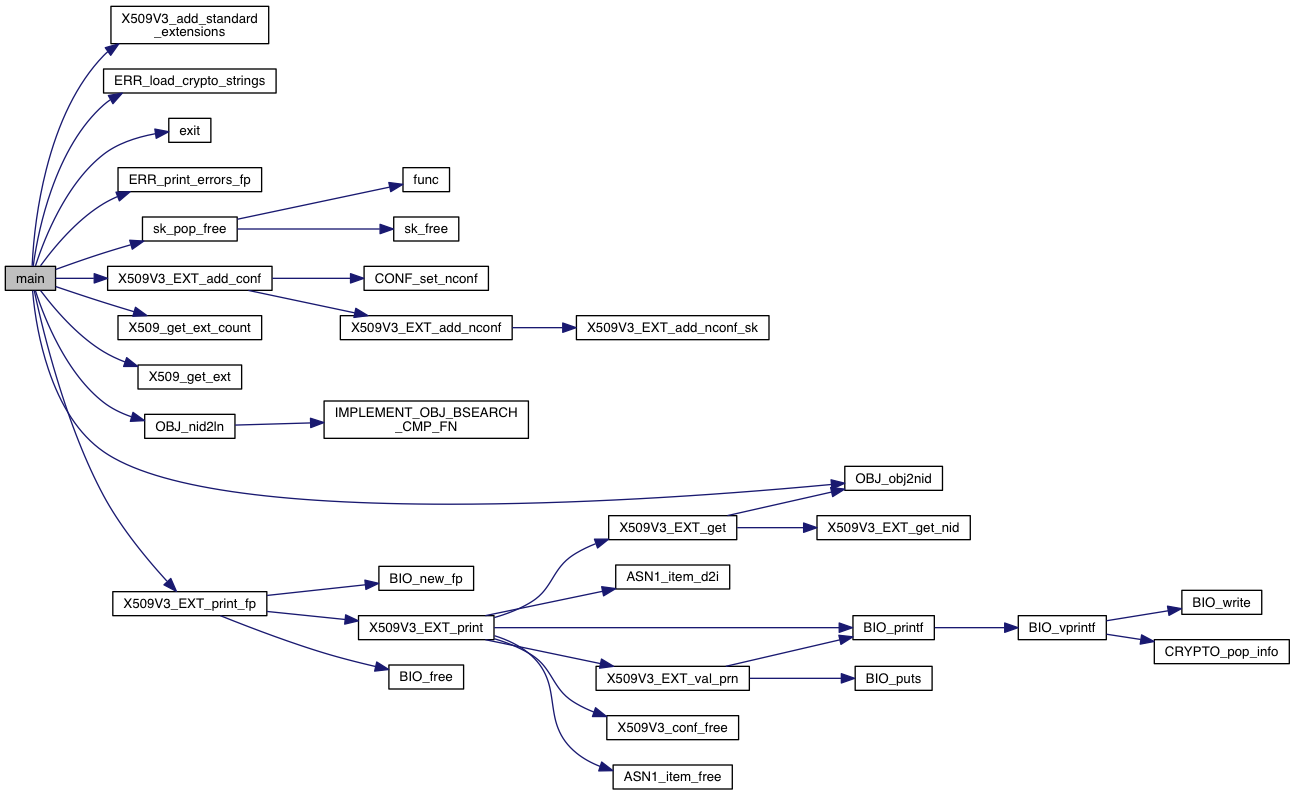 X509V3_add_standard
_extensions
ERR_load_crypto_strings
exit
ERR_print_errors_fp
func
sk_pop_free
sk_free
main
X509V3_EXT_add_conf
CONF_set_nconf
X509_get_ext_count
X509V3_EXT_add_nconf
X509V3_EXT_add_nconf_sk
X509_get_ext
OBJ_nid2ln
IMPLEMENT_OBJ_BSEARCH
_CMP_FN
OBJ_obj2nid
X509V3_EXT_get
X509V3_EXT_get_nid
BIO_new_fp
ASN1_item_d2i
X509V3_EXT_print_fp
BIO_write
X509V3_EXT_print
BIO_printf
BIO_vprintf
CRYPTO_pop_info
BIO_free
X509V3_EXT_val_prn
BIO_puts
X509V3_conf_free
ASN1_item_free